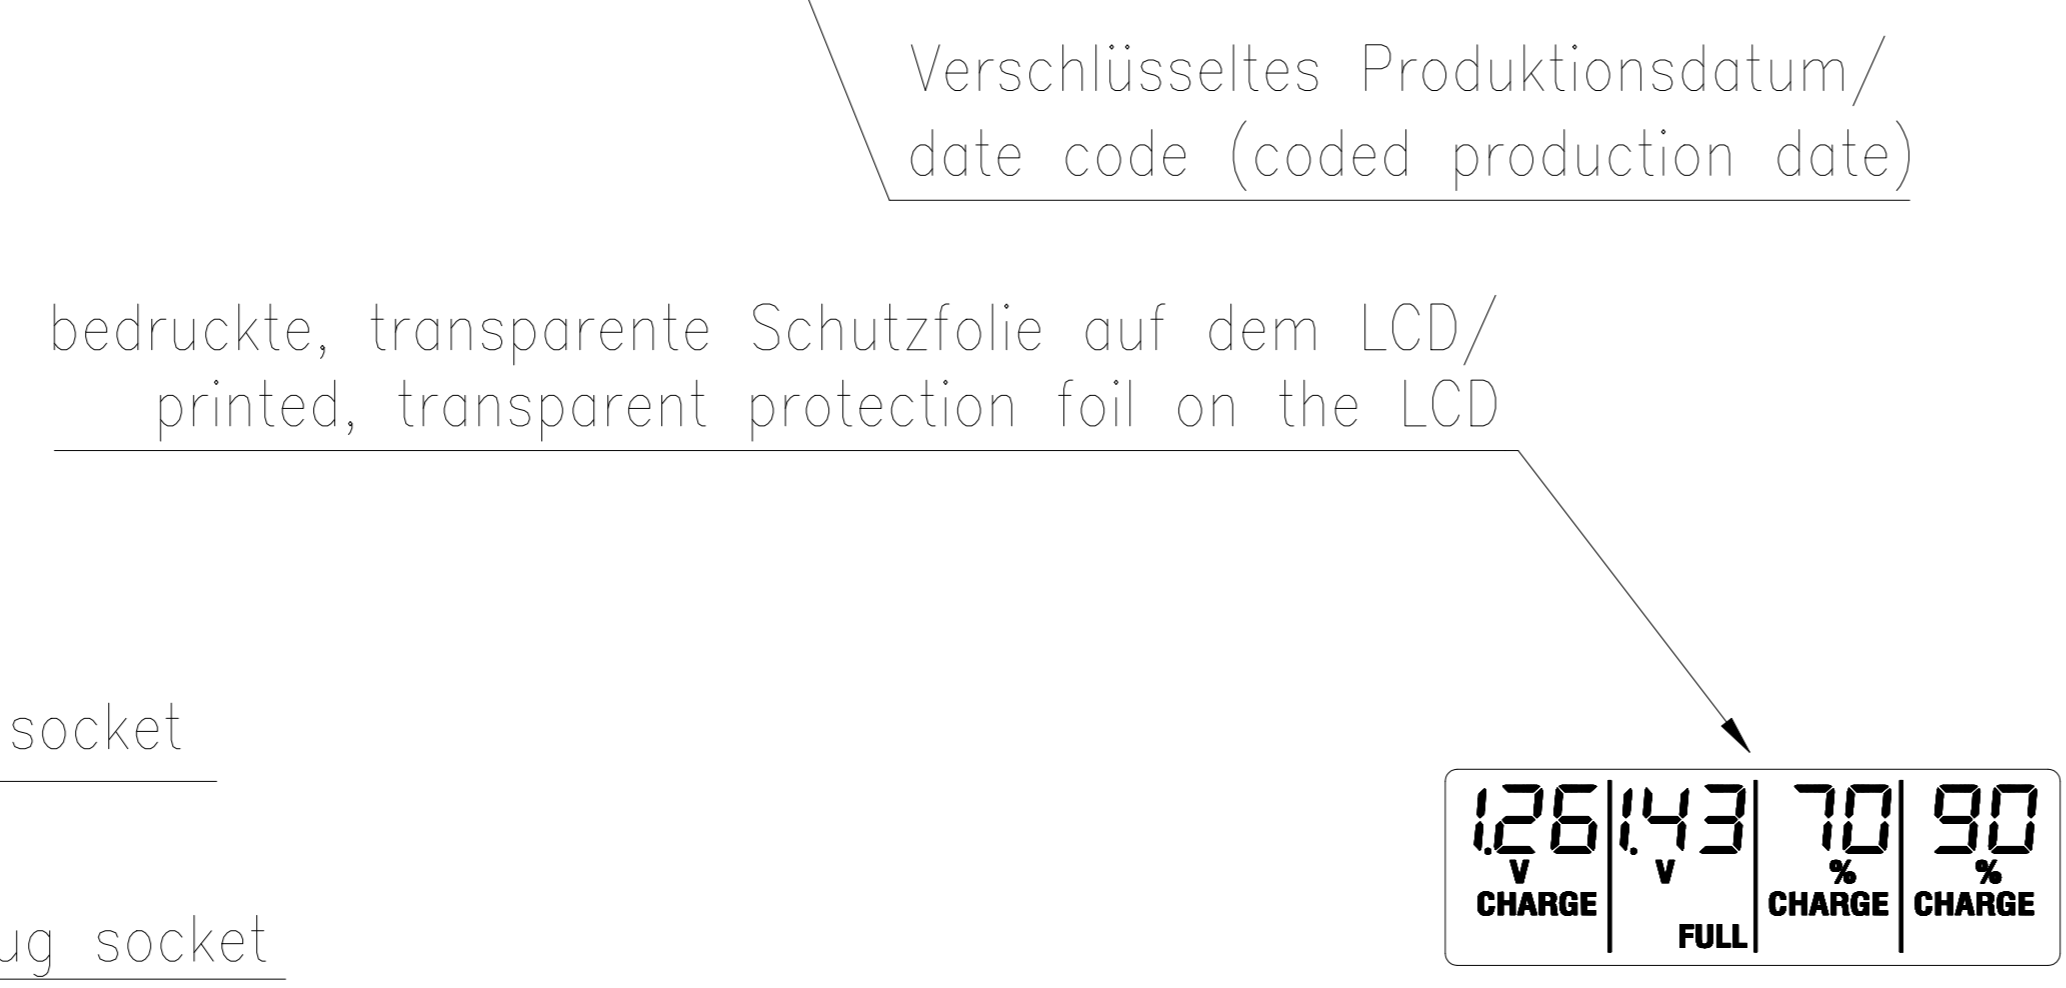 Verschlüsseltes Produktionsdatum/
date code (coded production date)
bedruckte, transparente Schutzfolie auf dem LCD/
printed, transparent protection foil on the LCD
socket
ug socket
1.26 1.43 70 90
V V % %
CHARGE CHARGE CHARGE
FULL